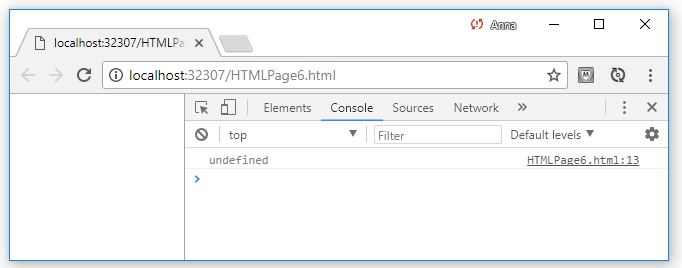 Anna
localhost:32307/HTMLPa
localhost:32307/HTMLPage6.html
Elements Console Sources Network
top Filter Default levels
undefined HTMLPage6.html:13